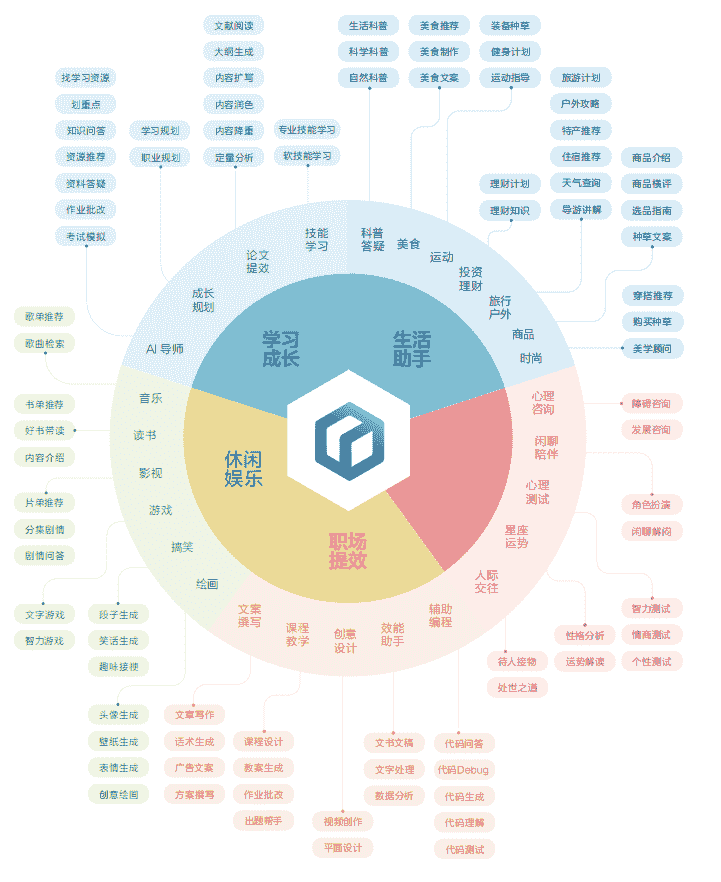 文献阅读
大纲生成
内容扩写
内容润色
内容降重
定量分析
生活科普
科学科普
自然科普
美食推荐
美食制作
美食文案
装备种草
健身计划
运动指导
找学习资源
划重点
知识问答
资源推荐
资料答疑
作业批改
考试模拟
学习规划
职业规划
专业技能学习
软技能学习
理财计划
理财知识
旅游计划
户外攻略
特产推荐
住宿推荐
天气查询
导游讲解
商品介绍
商品横评
选品指南
种草文案
穿搭推荐
购买种草
美学顾问
AI 导师
成长
规划
论文
提效
技能
学习
科普
答疑
美食
运动
投资
理财
旅行
户外
商品
时尚
学习
成长
生活
助手
歌单推荐
歌曲检索
书单推荐
好书带读
内容介绍
片单推荐
分集剧情
剧情问答
文字游戏
智力游戏
段子生成
笑话生成
趣味接梗
头像生成
壁纸生成
表情生成
创意绘画
音乐
读书
影视
游戏
搞笑
绘画
休闲
娱乐
职场
提效
心理
咨询
闲聊
陪伴
心理
测试
星座
运势
人际
交往
障碍咨询
发展咨询
角色扮演
闲聊解闷
智力测试
情商测试
个性测试
性格分析
运势解读
待人接物
处世之道
文案
撰写
课程
教学
创意
设计
效能
助手
辅助
编程
文章写作
话术生成
广告文案
方案撰写
课程设计
教案生成
作业批改
出题帮手
视频创作
平面设计
文书文稿
文字处理
数据分析
代码问答
代码Debug
代码生成
代码理解
代码测试